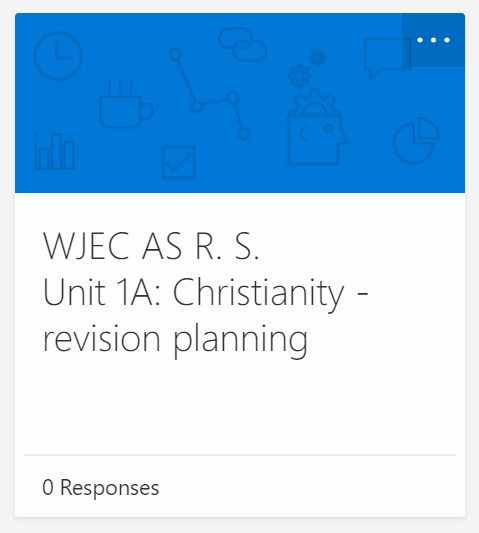 WJEC AS R. S.
Unit 1A: Christianity -
revision planning
0 Responses